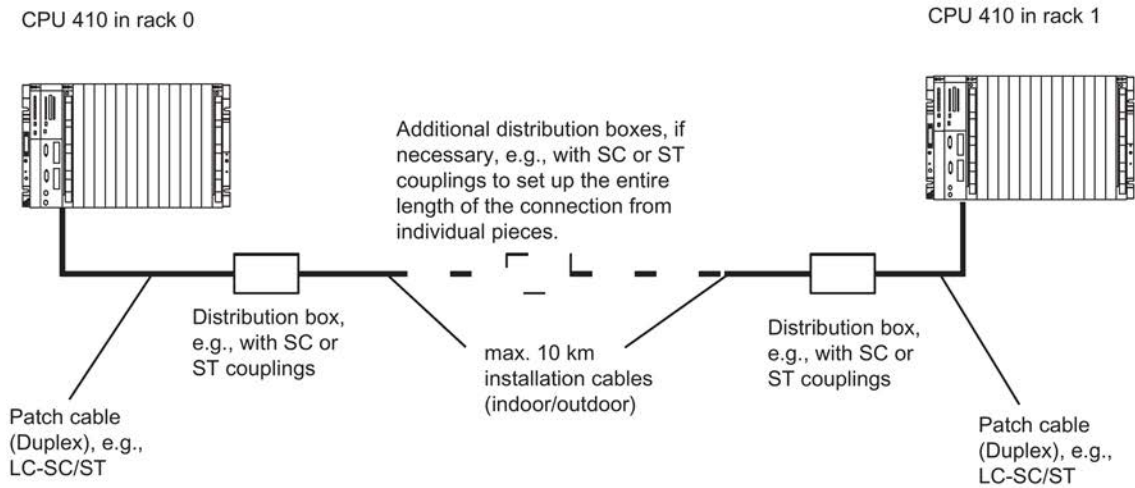 CPU 410 in rack 0
CPU 410 in rack 1
Additional distribution boxes, if
necessary, e.g., with SC or ST
couplings to set up the entire
length of the connection from
individual pieces.
Distribution box,
e.g., with SC or
ST couplings
max. 10 km
installation cables
(indoor/outdoor)
Distribution box,
e.g., with SC or
ST couplings
Patch cable
(Duplex), e.g.,
LC-SC/ST
Patch cable
(Duplex), e.g.,
LC-SC/ST